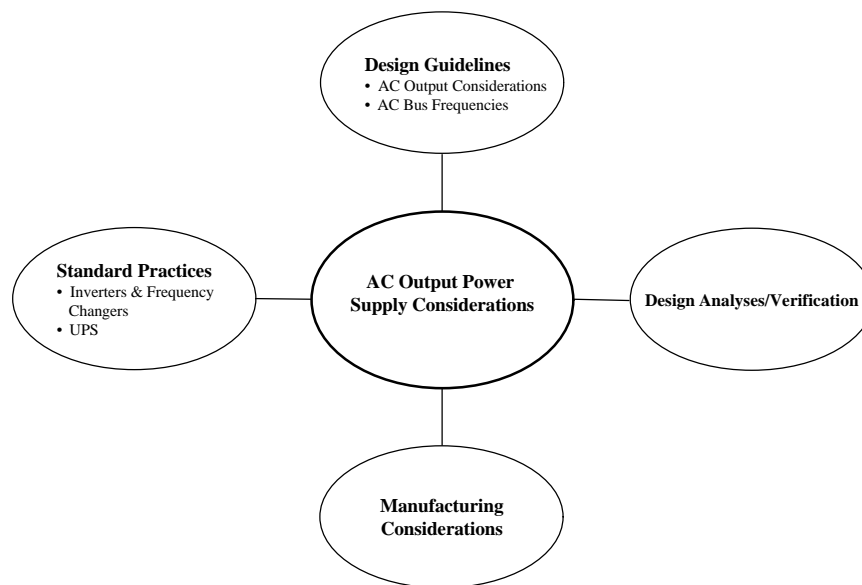 Design Guidelines
• AC Output Considerations
• AC Bus Frequencies
Standard Practices
• Inverters & Frequency
Changers
• UPS
AC Output Power
Supply Considerations
Design Analyses/Verification
Manufacturing
Considerations